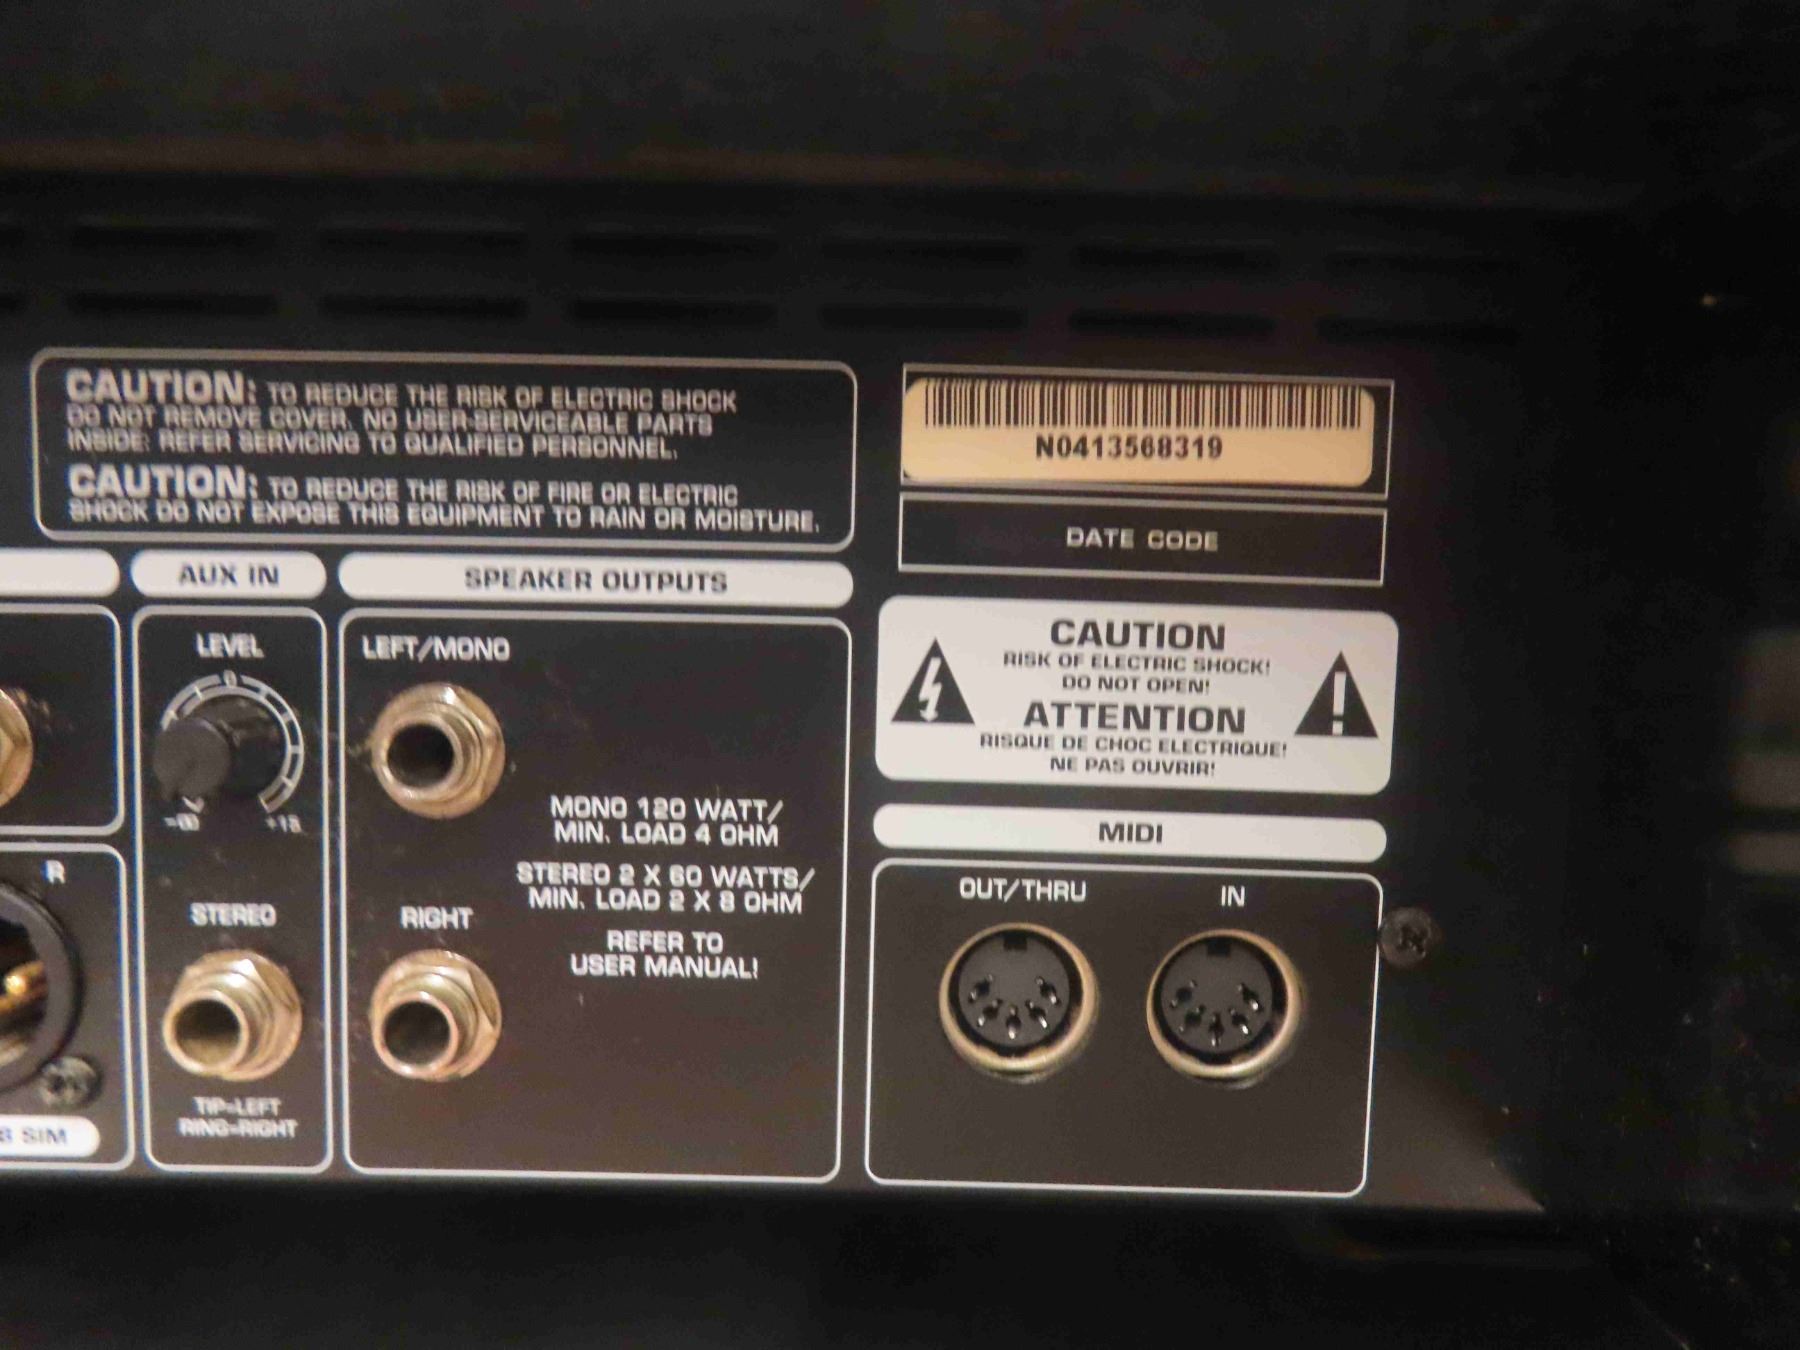 CAUTION: TO REDUCE THE RISK OF ELECTRIC SHOCK
DO NOT REMOVE COVER. NO USER-SERVICEABLE PARTS
INSIDE: REFER SERVICING TO QUALIFIED PERSONNEL.
CAUTION: TO REDUCE THE RISK OF FIRE OR ELECTRIC
SHOCK DO NOT EXPOSE THIS EQUIPMENT TO RAIN OR MOISTURE.
N0413568319
DATE CODE
CAUTION
RISK OF ELECTRIC SHOCK!
DO NOT OPEN!
ATTENTION
RISQUE DE CHOC ELECTRIQUE!
NE PAS OUVRIR!
AUX IN
LEVEL
0
-∞ +15
STEREO
TIP=LEFT
RING=RIGHT
SPEAKER OUTPUTS
LEFT/MONO
MONO 120 WATT/
MIN. LOAD 4 OHM
STEREO 2 X 60 WATTS/
MIN. LOAD 2 X 8 OHM
REFER TO
USER MANUAL!
RIGHT
MIDI
OUT/THRU
IN
R
SIM